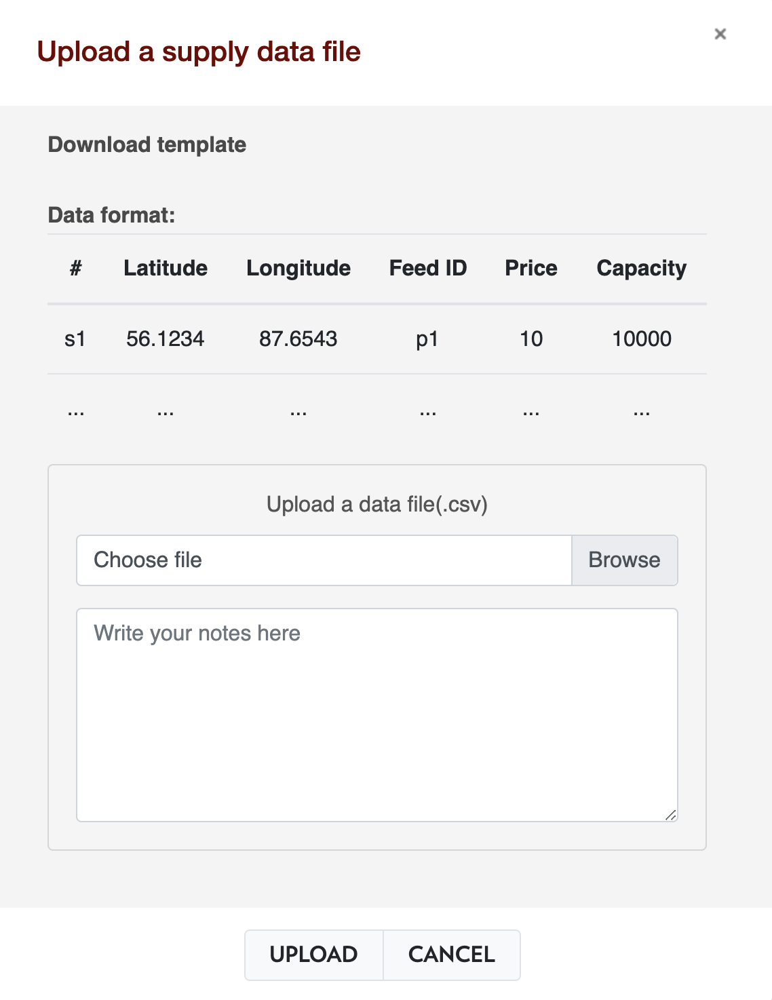 Upload a supply data file
×
Download template
Data format:
# Latitude Longitude Feed ID Price Capacity
s1 56.1234 87.6543 p1 10 10000
... ... ... ... ... ...
Upload a data file(.csv)
Choose file Browse
Write your notes here
UPLOAD CANCEL